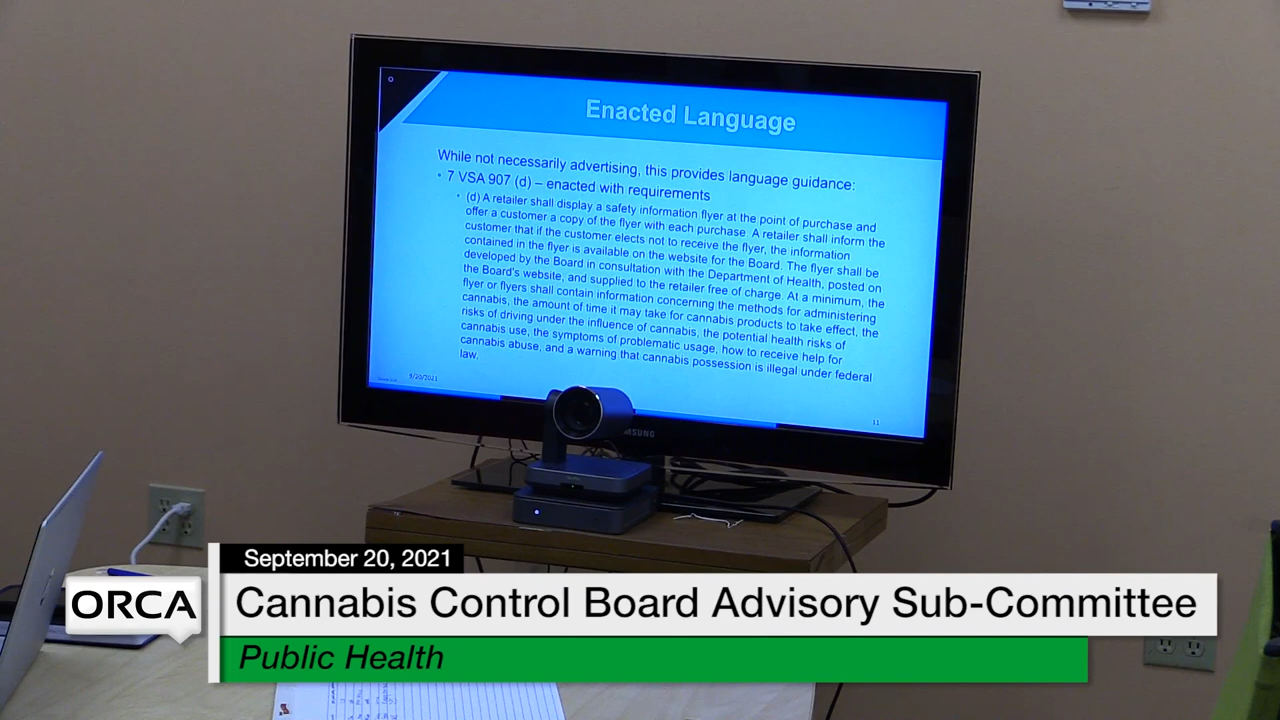 Enacted Language
While not necessarily advertising, this provides language guidance:
• 7 VSA 907 (d) – enacted with requirements
• (d) A retailer shall display a safety information flyer at the point of purchase and
offer a customer a copy of the flyer with each purchase. A retailer shall inform the
customer that if the customer elects not to receive the flyer, the information
contained in the flyer is available on the website for the Board. The flyer shall be
developed by the Board in consultation with the Department of Health, posted on
the Board's website, and supplied to the retailer free of charge. At a minimum, the
flyer or flyers shall contain information concerning the methods for administering
cannabis, the amount of time it may take for cannabis products to take effect, the
risks of driving under the influence of cannabis, the potential health risks of
cannabis use, the symptoms of problematic usage, how to receive help for
cannabis abuse, and a warning that cannabis possession is illegal under federal
law.
9/20/2021
11
September 20, 2021
ORCA
Cannabis Control Board Advisory Sub-Committee
Public Health